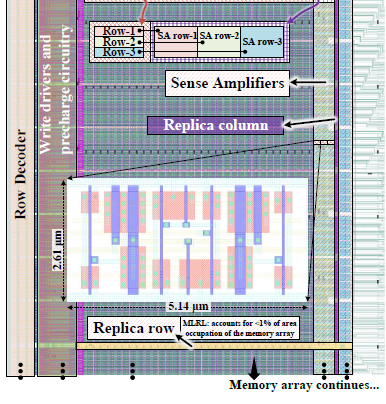 Row-1
Row-2
Row-3
SA row-1
SA row-2
SA row-3
Sense Amplifiers
Write drivers and
precharge circuitry
Row Decoder
Replica column
2.61 µm
5.14 µm
Replica row
MLRL: accounts for <1% of area
occupation of the memory array
Memory array continues...